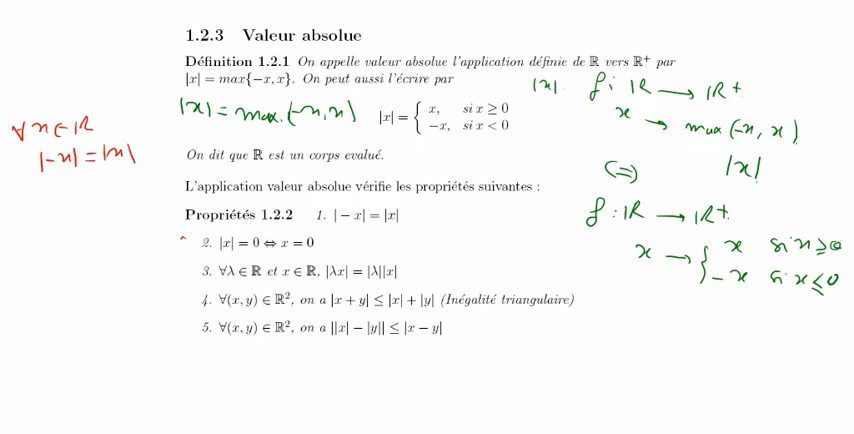 1.2.3 Valeur absolue
Définition 1.2.1 On appelle valeur absolue l'application définie de ℝ vers ℝ⁺ par
|x| = max{−x, x}. On peut aussi l'écrire par
|x| = max(-x, x)
|x| = { x, si x ≥ 0
−x, si x < 0
On dit que ℝ est un corps evalué.
L'application valeur absolue vérifie les propriétés suivantes :
Propriétés 1.2.2 1. | − x| = |x|
2. |x| = 0 ⇔ x = 0
3. ∀λ ∈ ℝ et x ∈ ℝ, |λx| = |λ||x|
4. ∀(x, y) ∈ ℝ², on a |x + y| ≤ |x| + |y| (Inégalité triangulaire)
5. ∀(x, y) ∈ ℝ², on a ||x| − |y|| ≤ |x − y|
∀ x ∈ ℝ
|-x| = |x|
|x|. f : ℝ → ℝ+
x → max(-x, x)
⇔ |x|
f : ℝ → ℝ+
x → { x si x ≥ 0
-x si x ≤ 0